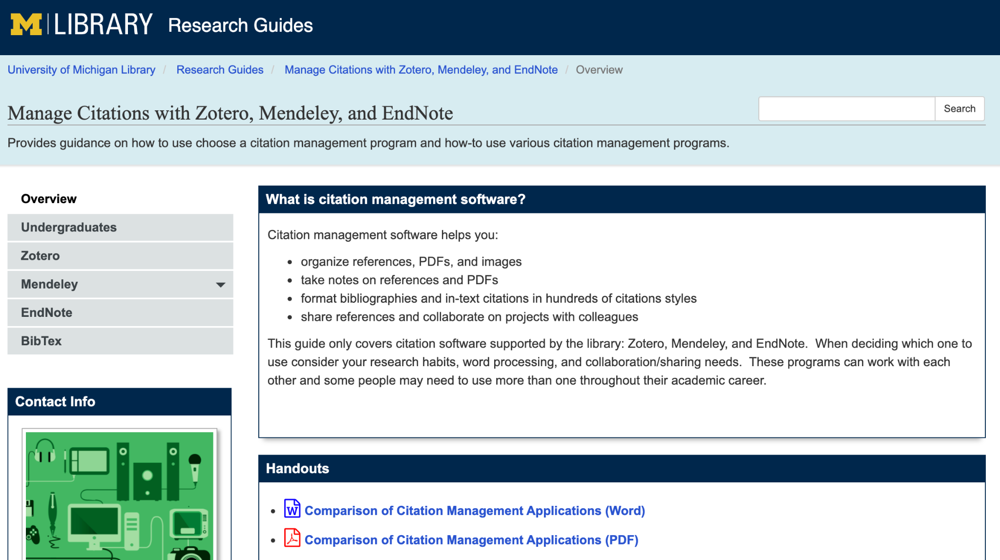 M LIBRARY Research Guides
University of Michigan Library / Research Guides / Manage Citations with Zotero, Mendeley, and EndNote / Overview
Manage Citations with Zotero, Mendeley, and EndNote
Search
Provides guidance on how to use choose a citation management program and how-to use various citation management programs.
Overview
Undergraduates
Zotero
Mendeley
EndNote
BibTex
Contact Info
What is citation management software?
Citation management software helps you:
• organize references, PDFs, and images
• take notes on references and PDFs
• format bibliographies and in-text citations in hundreds of citations styles
• share references and collaborate on projects with colleagues
This guide only covers citation software supported by the library: Zotero, Mendeley, and EndNote.  When deciding which one to
use consider your research habits, word processing, and collaboration/sharing needs.  These programs can work with each
other and some people may need to use more than one throughout their academic career.
Handouts
• W Comparison of Citation Management Applications (Word)
• Comparison of Citation Management Applications (PDF)